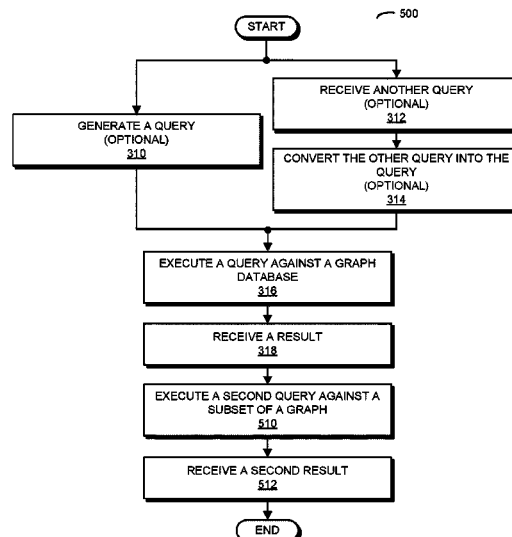 500
START
RECEIVE ANOTHER QUERY
(OPTIONAL)
312
GENERATE A QUERY
(OPTIONAL)
310
CONVERT THE OTHER QUERY INTO THE
QUERY
(OPTIONAL)
314
EXECUTE A QUERY AGAINST A GRAPH
DATABASE
316
RECEIVE A RESULT
318
EXECUTE A SECOND QUERY AGAINST A
SUBSET OF A GRAPH
510
RECEIVE A SECOND RESULT
512
END